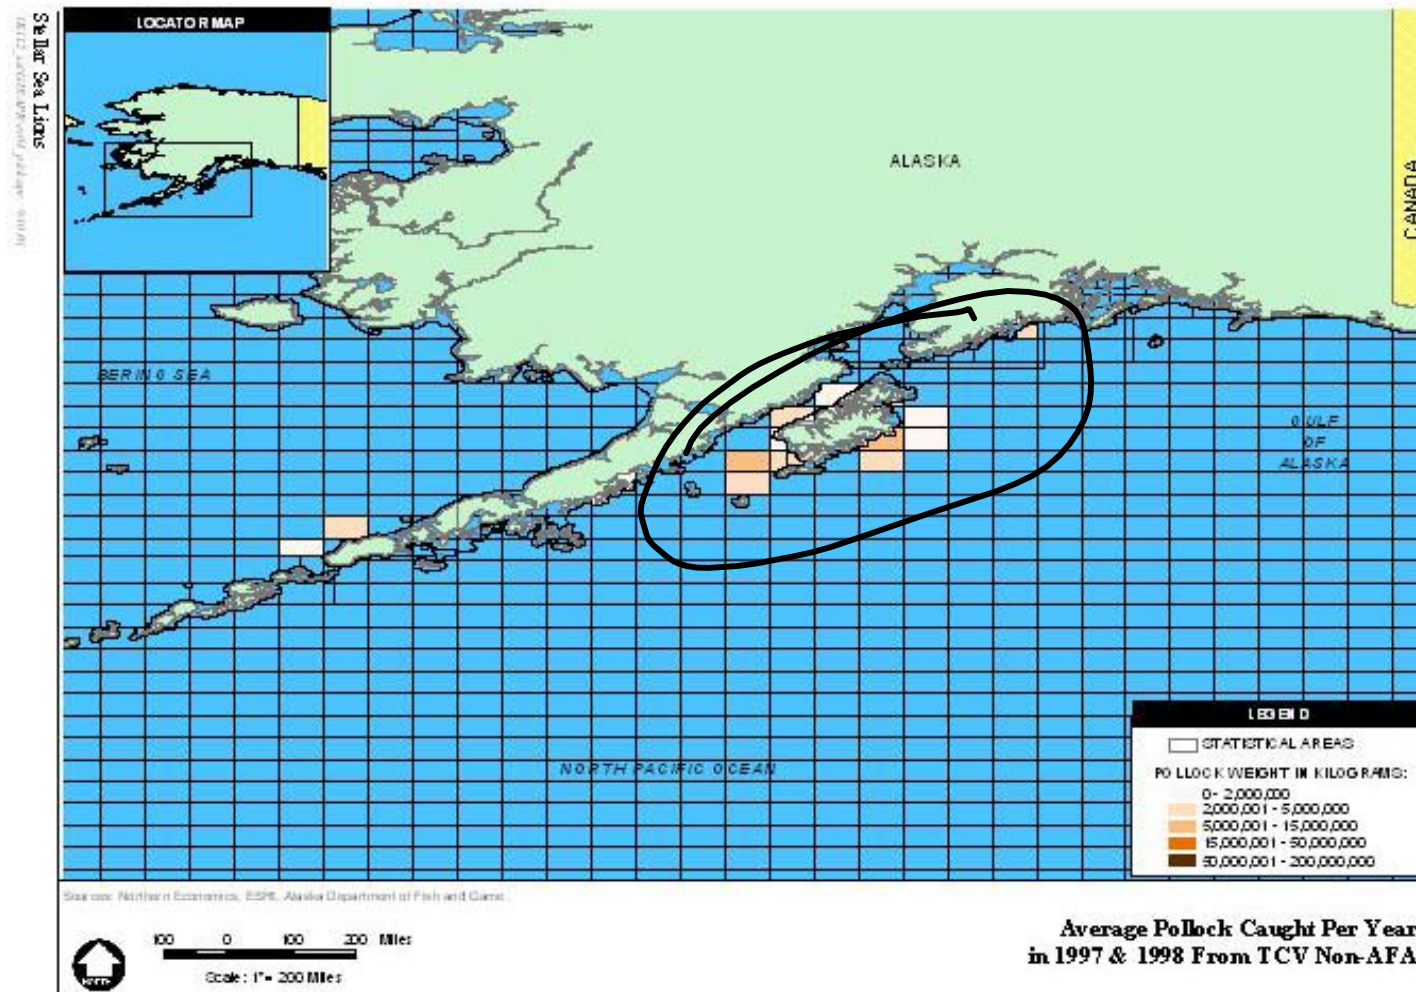 LOCATOR MAP
Stellar Sea Lions
ALASKA
CANADA
BERING SEA
GULF
OF
ALASKA
NORTH PACIFIC OCEAN
LEGEND
STATISTICAL AREAS
POLLOCK WEIGHT IN KILOGRAMS:
0 - 2,000,000
2,000,001 - 5,000,000
5,000,001 - 15,000,000
15,000,001 - 50,000,000
50,000,001 - 200,000,000
Sources: Northern Economics, ESRI, Alaska Department of Fish and Game
100 0 100 200 Miles
Scale: 1"= 200 Miles
Average Pollock Caught Per Year
in 1997 & 1998 From TCV Non-AFA